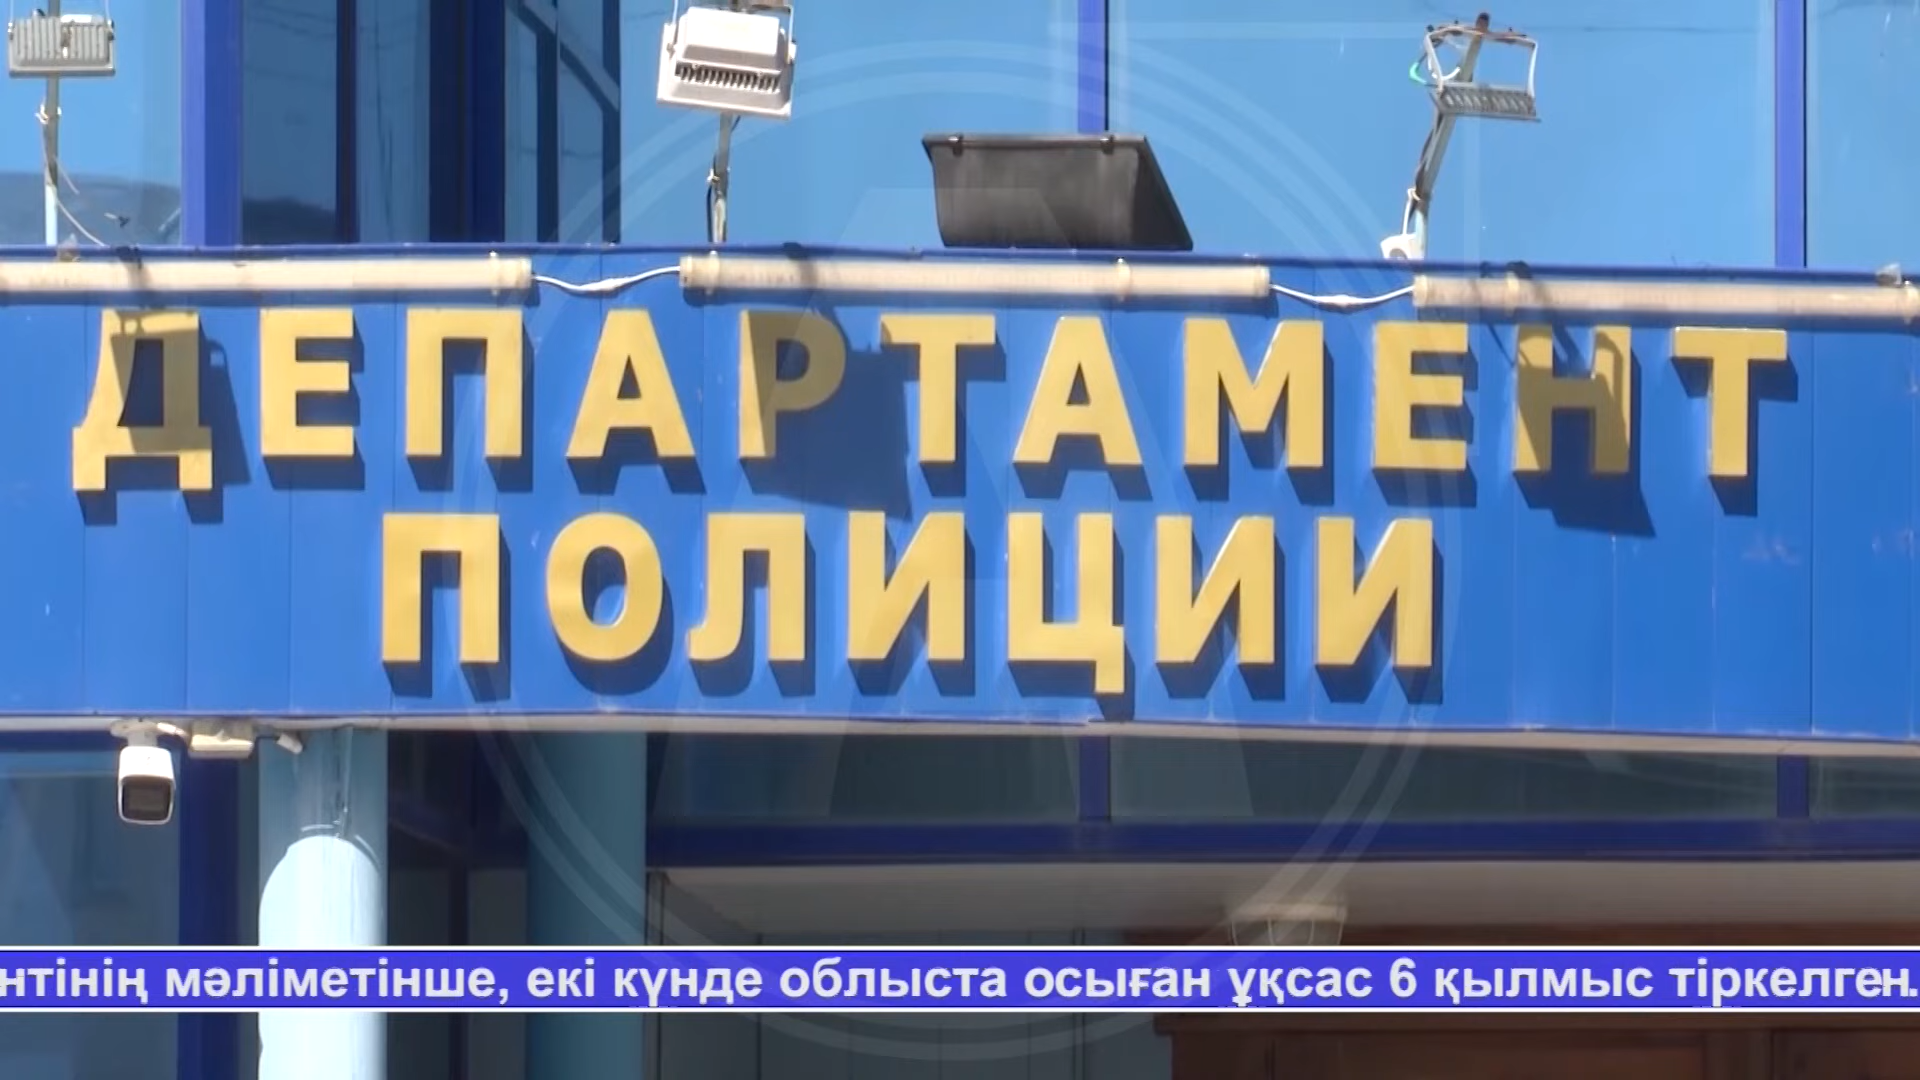 ДЕПАРТАМЕНТ
ПОЛИЦИИ
нтінің мәліметінше, екі күнде облыста осыған ұқсас 6 қылмыс тіркелген.